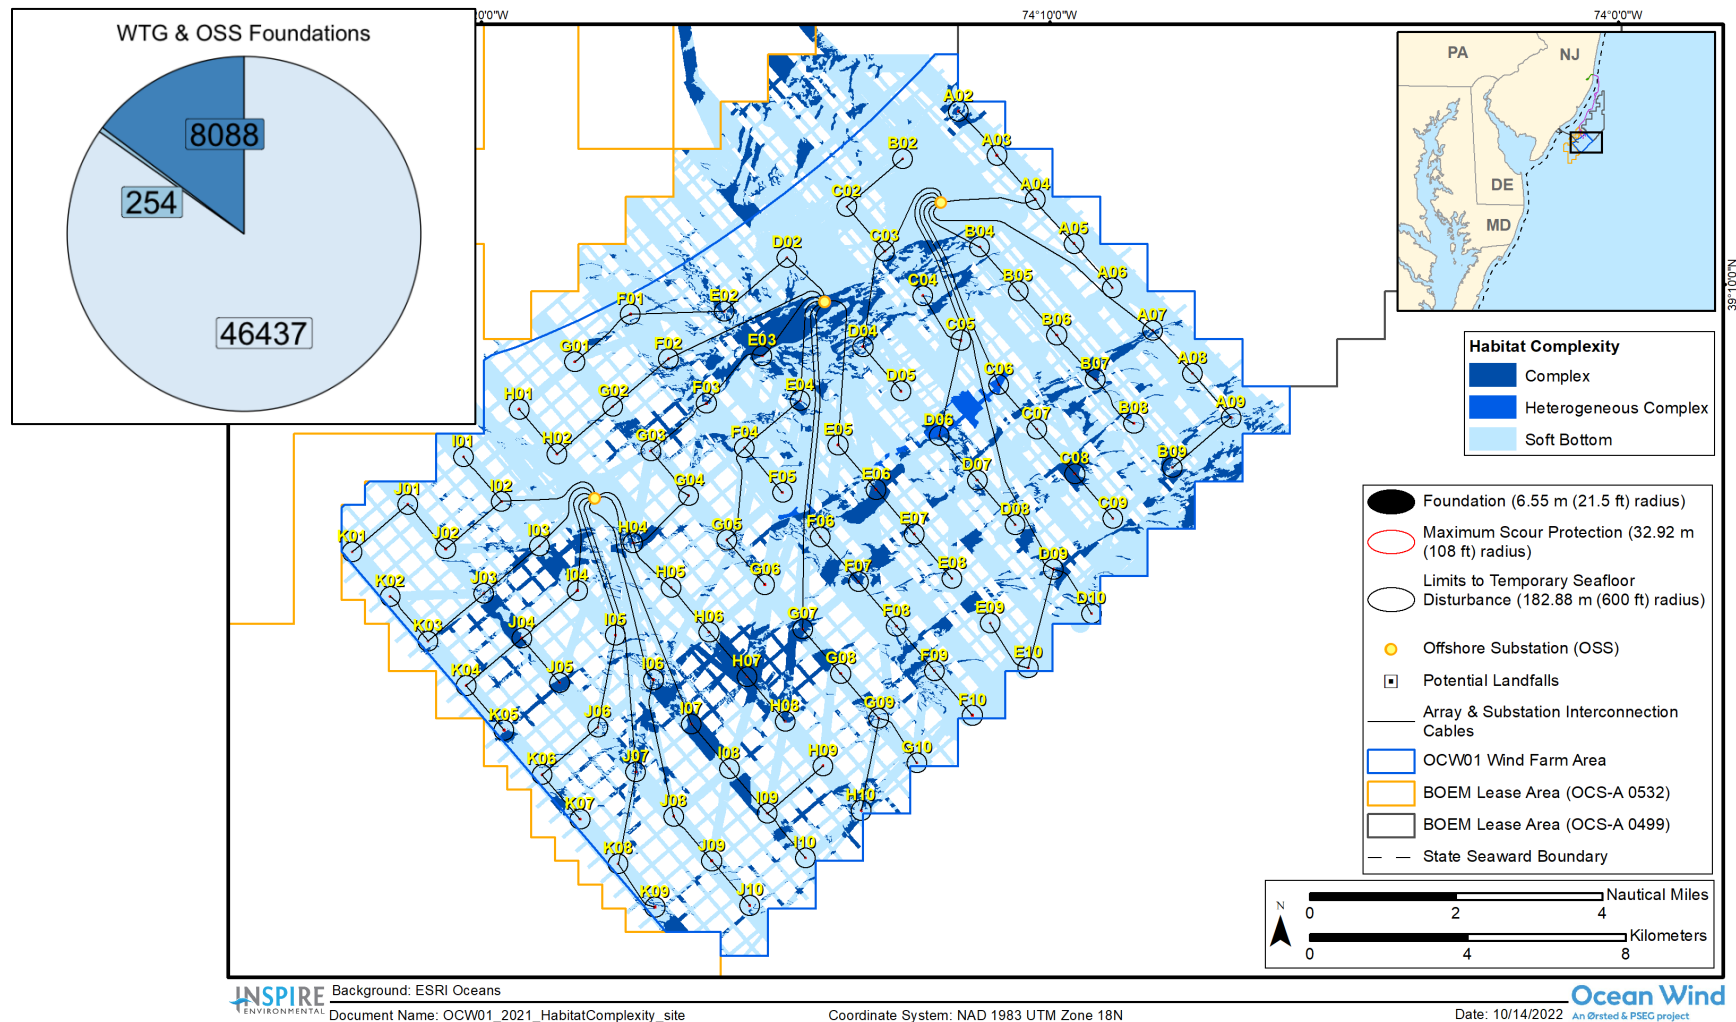 WTG & OSS Foundations
8088
254
46437
0'0"W
74°10'0"W
74°0'0"W
39°10'0"N
PA
NJ
DE
MD
A02
A03
B02
A04
C02
A05
B04
C03
D02
A06
B05
C04
E02
F01
A07
B06
C05
D04
E03
F02
G01
A08
B07
C06
D05
E04
F03
G02
H01
A09
B08
C07
D06
E05
F04
G03
H02
I01
B09
C08
D07
E06
F05
G04
I02
J01
C09
D08
E07
F06
G05
H04
I03
J02
K01
D09
E08
F07
G06
H05
I04
J03
K02
D10
E09
F08
G07
H06
I05
J04
K03
E10
F09
G08
H07
I06
J05
K04
F10
G09
H08
I07
J06
K05
G10
H09
I08
J07
K06
H10
I09
J08
K07
I10
J09
K08
J10
K09
Habitat Complexity
Complex
Heterogeneous Complex
Soft Bottom
Foundation (6.55 m (21.5 ft) radius)
Maximum Scour Protection (32.92 m
(108 ft) radius)
Limits to Temporary Seafloor
Disturbance (182.88 m (600 ft) radius)
Offshore Substation (OSS)
Potential Landfalls
Array & Substation Interconnection
Cables
OCW01 Wind Farm Area
BOEM Lease Area (OCS-A 0532)
BOEM Lease Area (OCS-A 0499)
State Seaward Boundary
N
Nautical Miles
0 2 4
Kilometers
0 4 8
INSPIRE
ENVIRONMENTAL
Background: ESRI Oceans
Document Name: OCW01_2021_HabitatComplexity_site
Coordinate System: NAD 1983 UTM Zone 18N
Date: 10/14/2022
Ocean Wind
An Ørsted & PSEG project